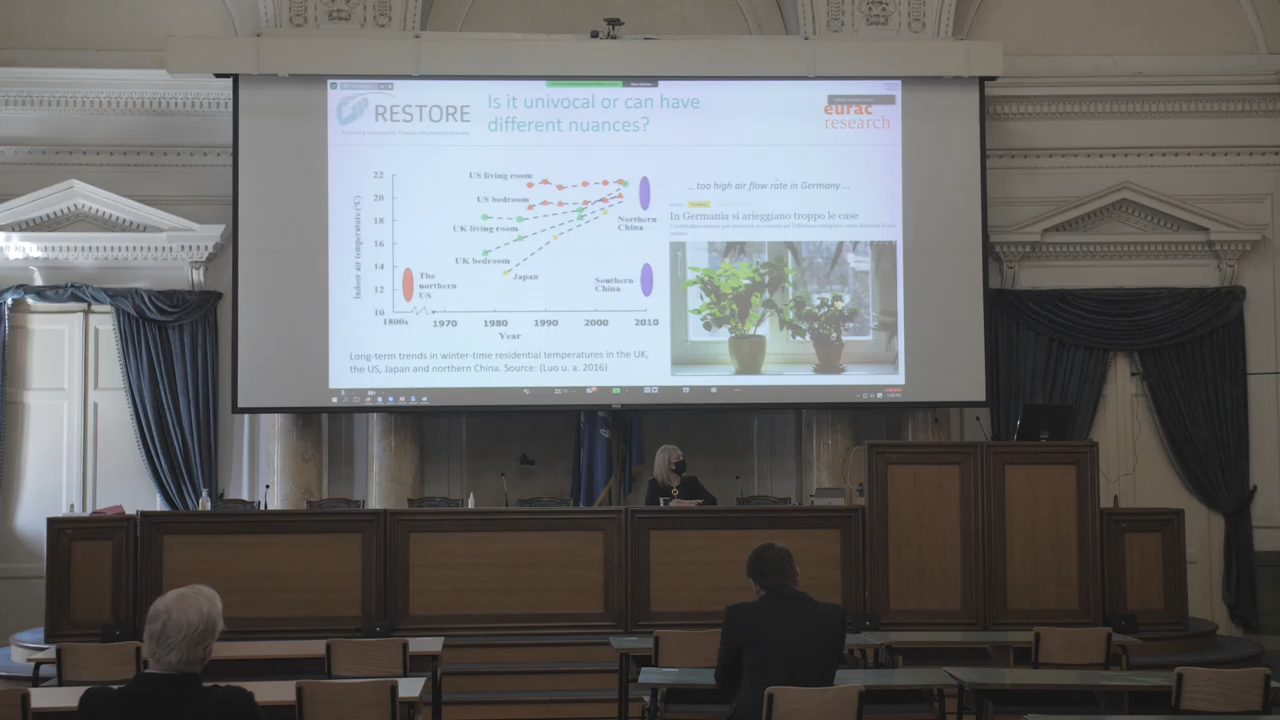 RESTORE
Is it univocal or can have
different nuances?
eurac
research
22
20
18
16
14
12
10
Indoor air temperature (°C)
US living room
US bedroom
UK living room
UK bedroom
Japan
The
northern
US
Northern
China
Southern
China
1800s
1970
1980
1990
2000
2010
Year
Long-term trends in winter-time residential temperatures in the UK,
the US, Japan and northern China. Source: (Luo u. a. 2016)
... too high air flow rate in Germany ...
In Germania si arieggiano troppo le case